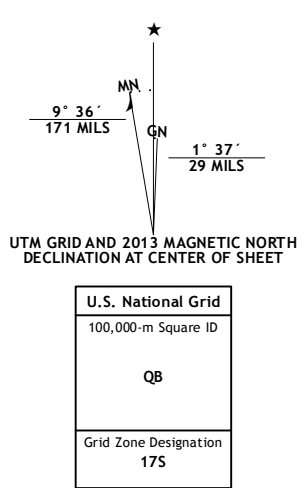 ★
MN
9° 36´
171 MILS
GN
1° 37´
29 MILS
UTM GRID AND 2013 MAGNETIC NORTH
DECLINATION AT CENTER OF SHEET
U.S. National Grid
100,000-m Square ID
QB
Grid Zone Designation
17S